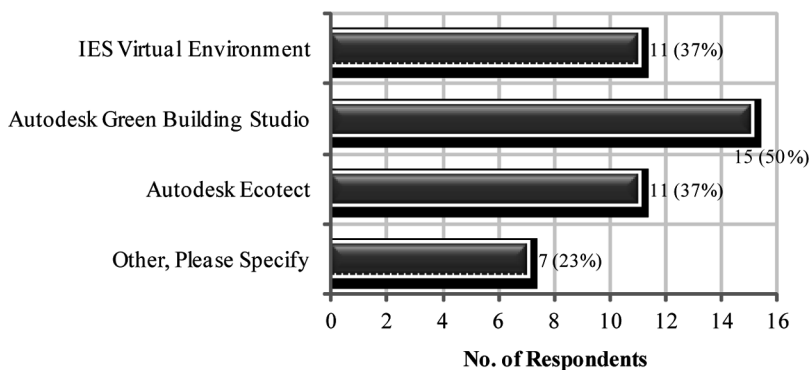 IES Virtual Environment
11 (37%)
Autodesk Green Building Studio
15 (50%)
Autodesk Ecotect
11 (37%)
Other, Please Specify
7 (23%)
0 2 4 6 8 10 12 14 16
No. of Respondents